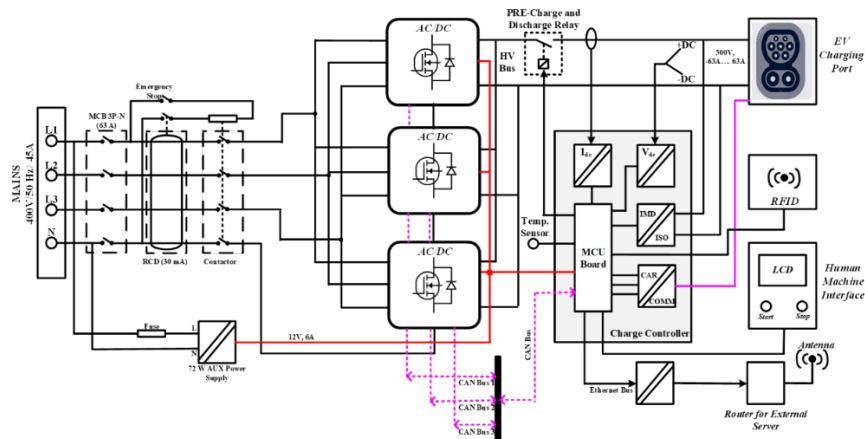 PRE-Charge and
Discharge Relay
AC/DC
HV
Bus
+DC
500V,
-63A.... 63A
-DC
EV
Charging
Port
Emergency
Stop
MCB3P-N
(63A)
MAINS
400V/50 Hz/ 45A
L1
L2
L3
N
RCD (30 mA)
Contactor
AC/DC
AC/DC
Idc
Vdc
IMD
ISO
Temp.
Sensor
MCU
Board
CAR
COMM
Charge Controller
RFID
LCD
Start
Stop
Human
Machine
Interface
Fuse
L
N
72 W AUX Power
Supply
12V, 6A
CAN Bus
CAN Bus 1
CAN Bus 2
CAN Bus 3
Ethernet Bus
Antenna
Router for External
Server